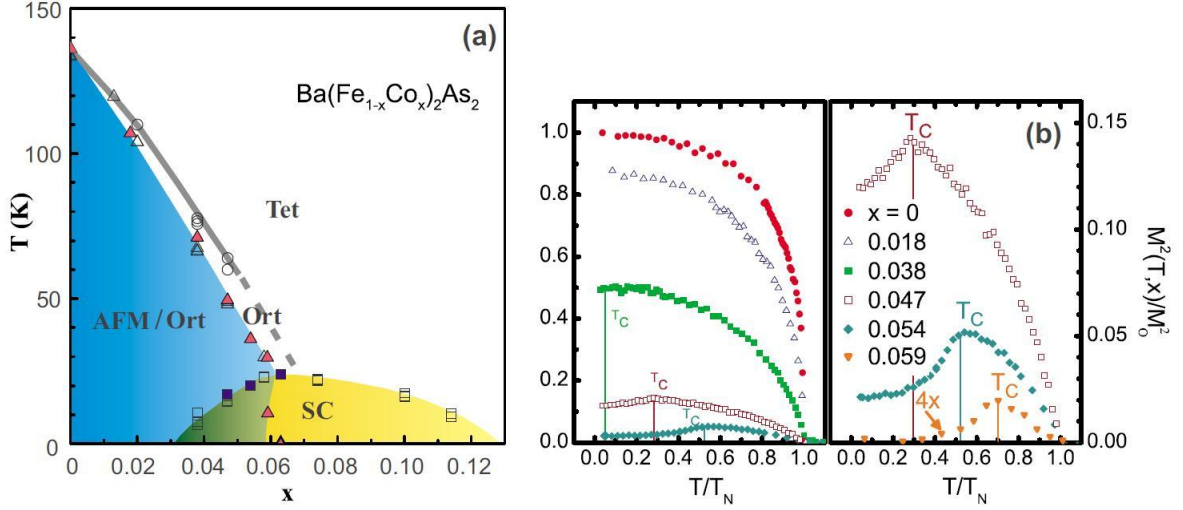 150
(a)
Ba(Fe1-xCox)2As2
100
T (K)
Tet
50
AFM / Ort
Ort
SC
0
0 0.02 0.04 0.06 0.08 0.10 0.12
x
1.0
0.8
0.6
0.4
0.2
0.0
TC
TC
TC
0.0 0.2 0.4 0.6 0.8 1.0
T/TN
(b)
TC
x = 0
0.018
0.038
0.047
0.054
0.059
TC
TC
4x
0.15
0.10
0.05
0.00
M²(T,x)/M²O
0.0 0.2 0.4 0.6 0.8 1.0
T/TN